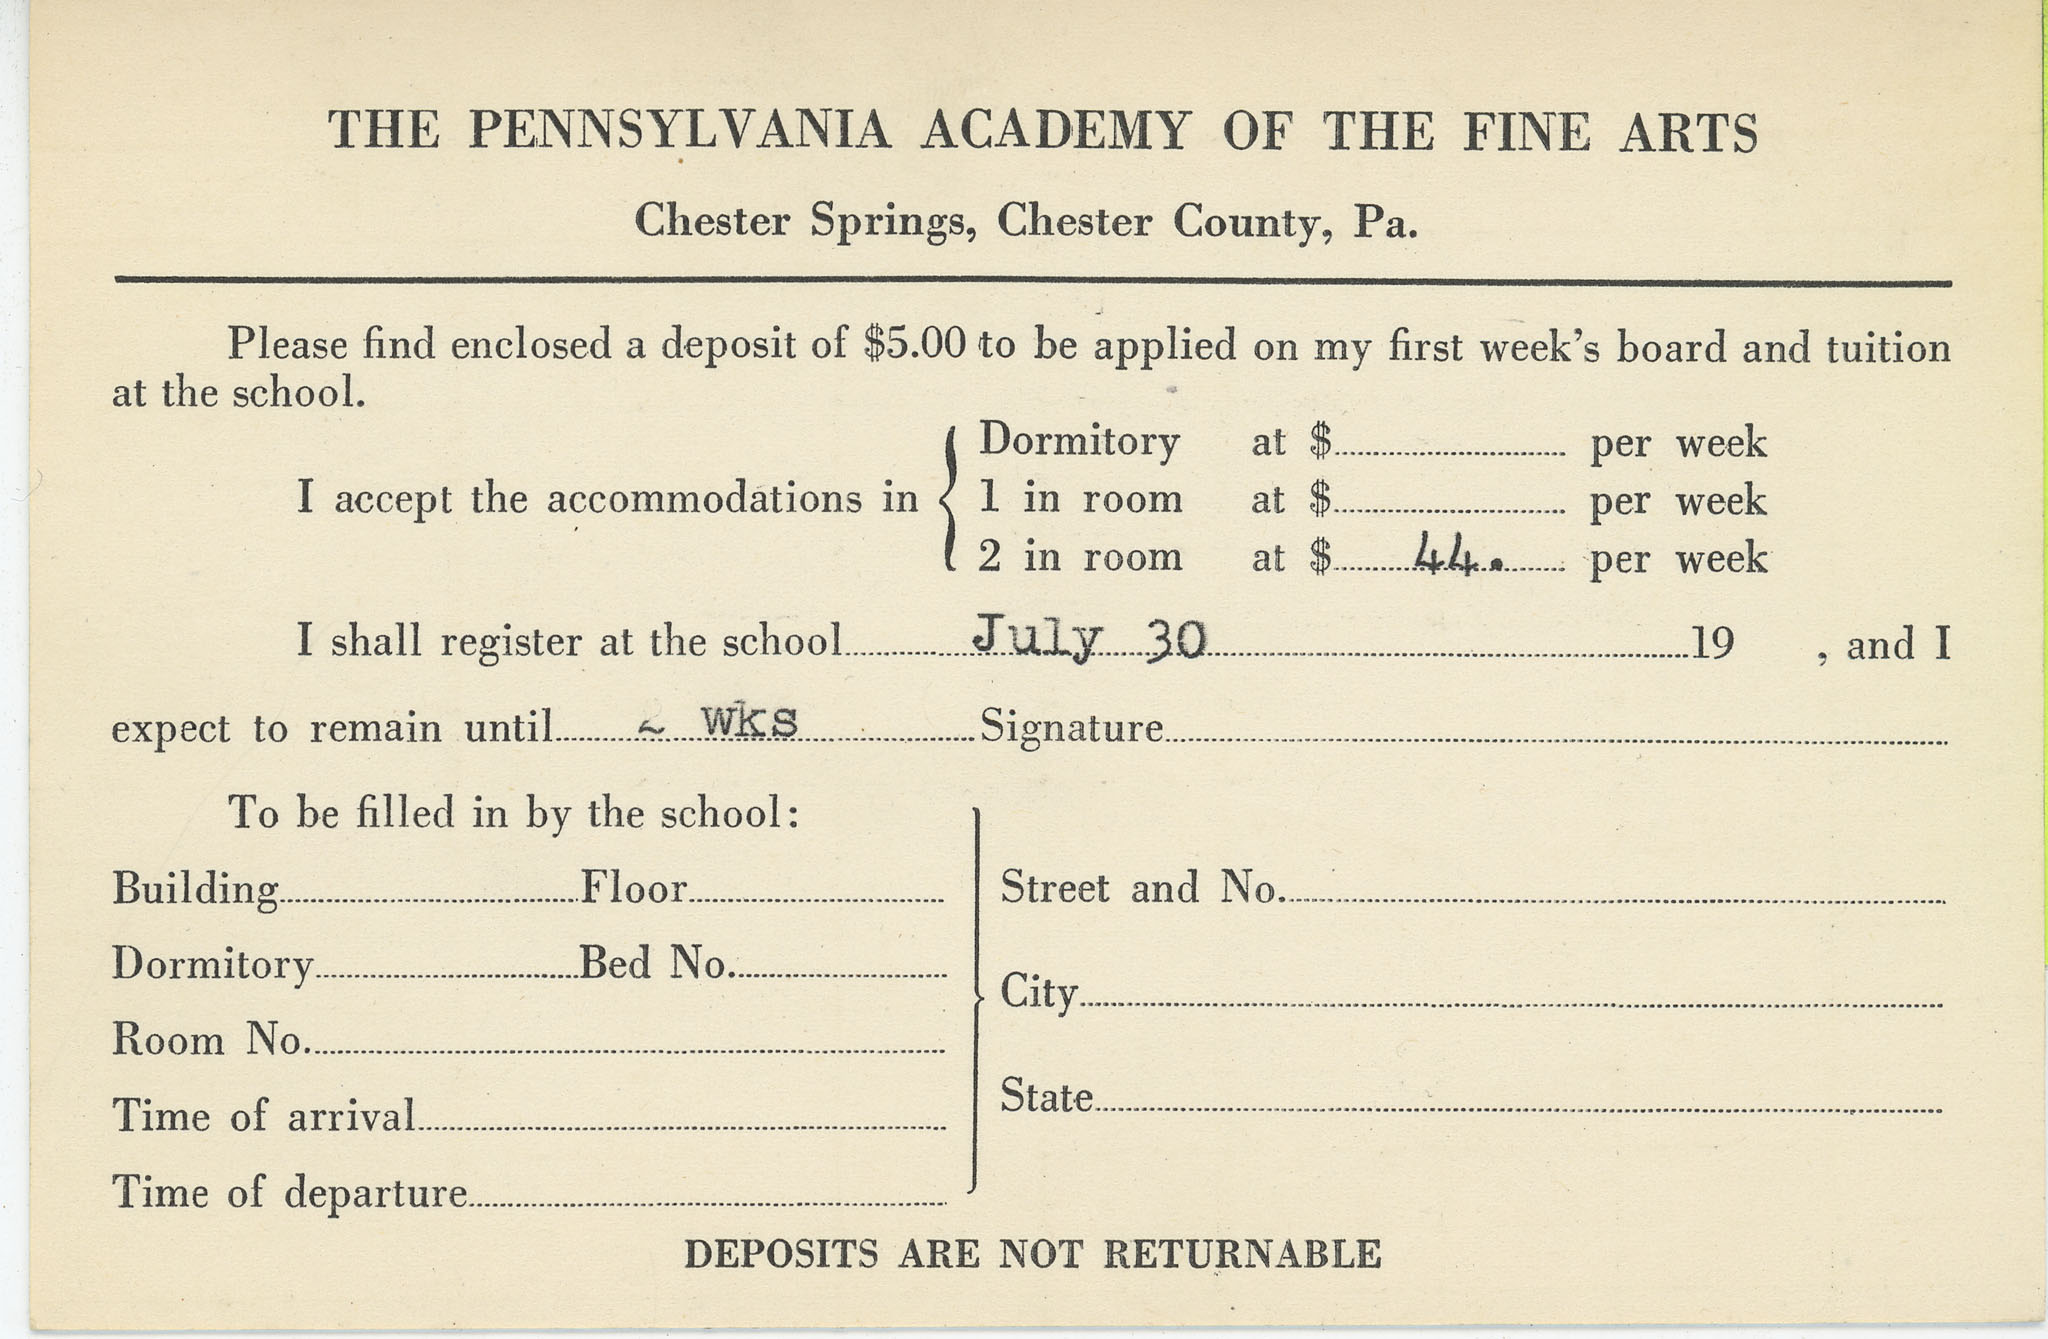 THE PENNSYLVANIA ACADEMY OF THE FINE ARTS
Chester Springs, Chester County, Pa.
Please find enclosed a deposit of $5.00 to be applied on my first week's board and tuition
at the school.
I accept the accommodations in
Dormitory at $ per week
1 in room at $ per week
2 in room at $ 44. per week
I shall register at the school July 30 19 , and I
expect to remain until 2 wks Signature
To be filled in by the school:
Building Floor
Dormitory Bed No.
Room No.
Time of arrival
Time of departure
Street and No.
City
State
DEPOSITS ARE NOT RETURNABLE